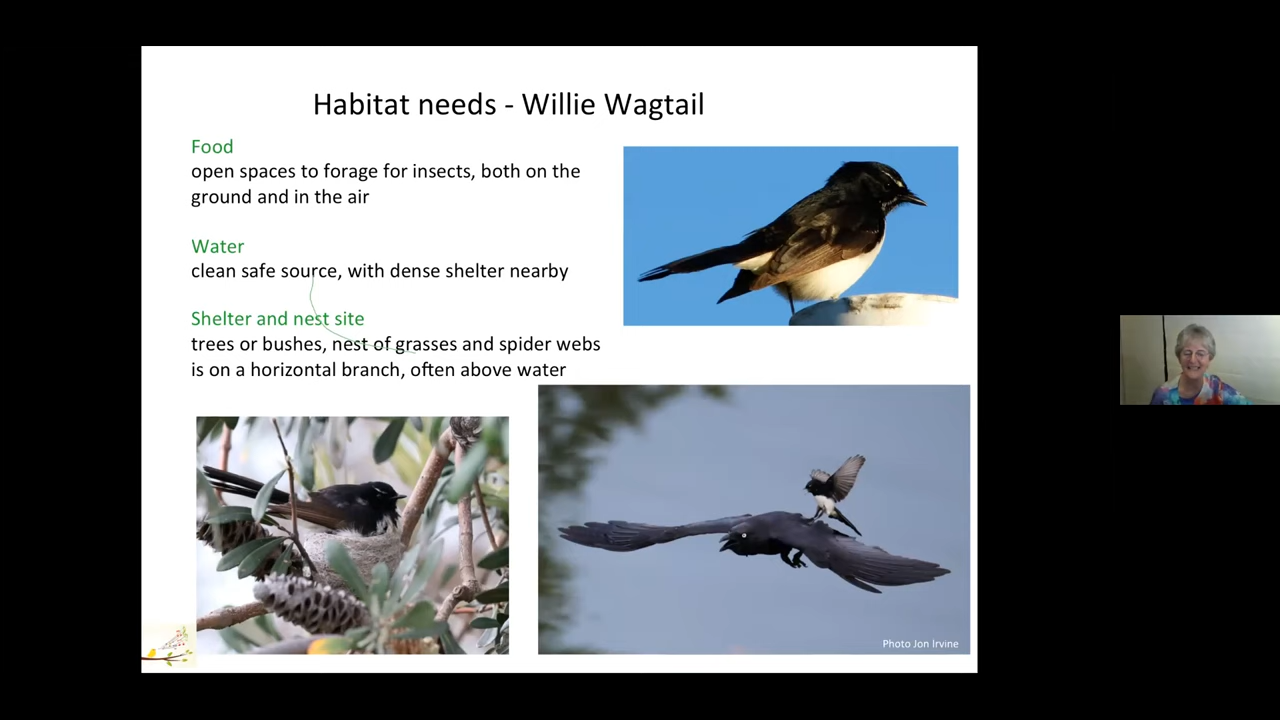 Habitat needs - Willie Wagtail
Food
open spaces to forage for insects, both on the
ground and in the air
Water
clean safe source, with dense shelter nearby
Shelter and nest site
trees or bushes, nest of grasses and spider webs
is on a horizontal branch, often above water
Photo Jon Irvine